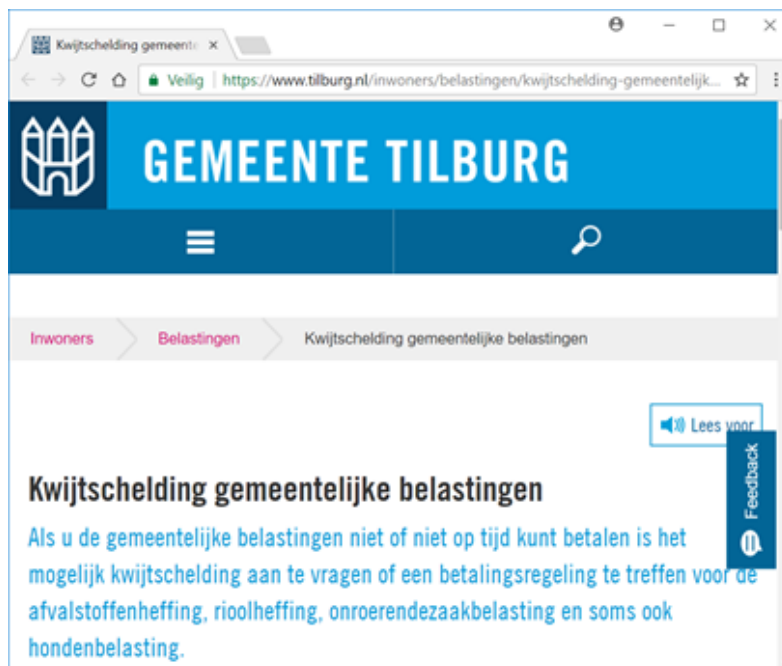 Kwijtschelding gemeente
Veilig | https://www.tilburg.nl/inwoners/belastingen/kwijtschelding-gemeentelijk...
GEMEENTE TILBURG
Inwoners Belastingen Kwijtschelding gemeentelijke belastingen
Lees voor
Feedback
Kwijtschelding gemeentelijke belastingen
Als u de gemeentelijke belastingen niet of niet op tijd kunt betalen is het
mogelijk kwijtschelding aan te vragen of een betalingsregeling te treffen voor de
afvalstoffenheffing, rioolheffing, onroerendezaakbelasting en soms ook
hondenbelasting.